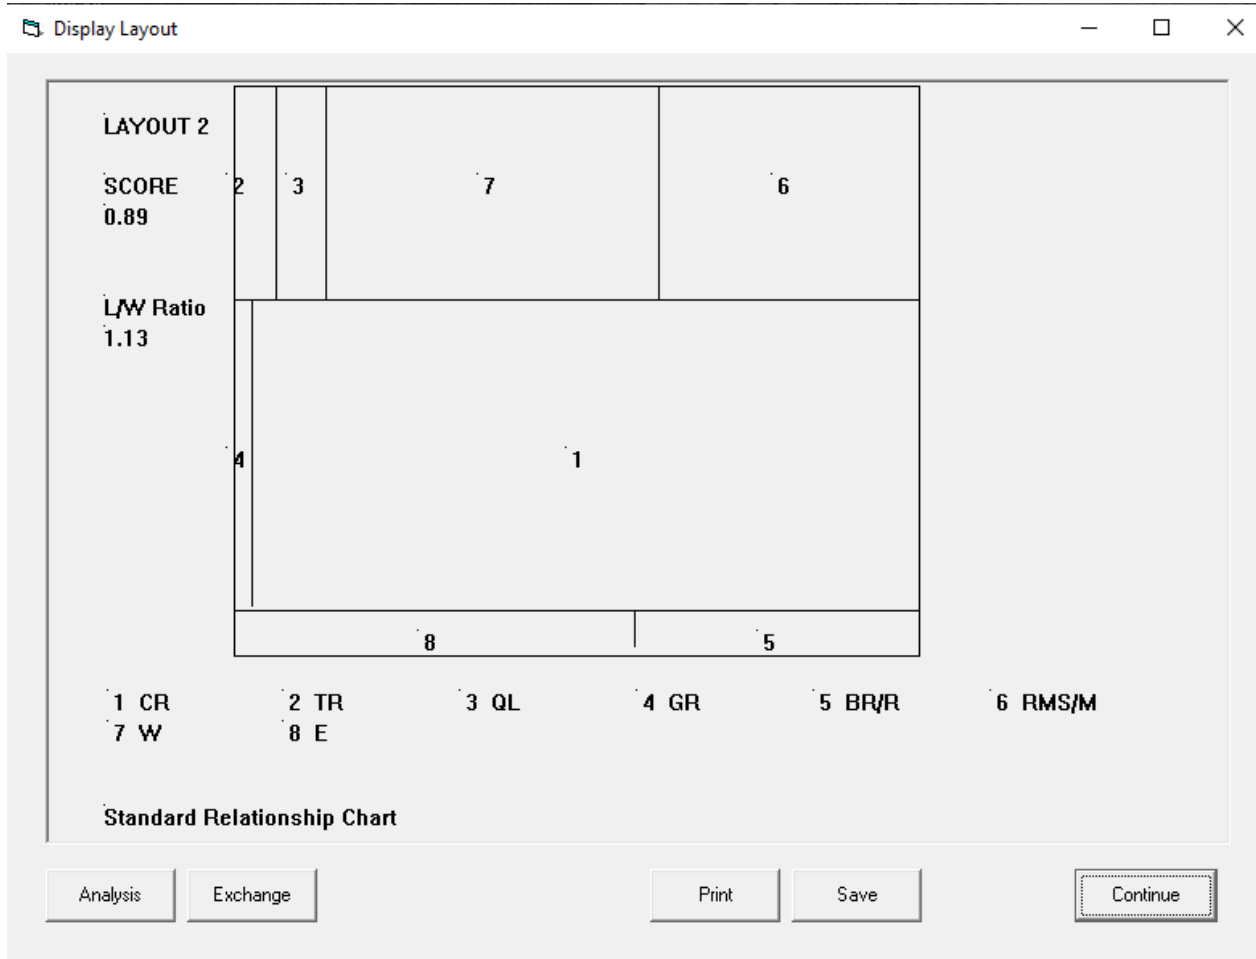 Display Layout
LAYOUT 2
SCORE 2 3 7 6
0.89
L/W Ratio
1.13
4 1
8 5
1 CR 2 TR 3 QL 4 GR 5 BR/R 6 RMS/M
7 W 8 E
Standard Relationship Chart
Analysis Exchange Print Save Continue